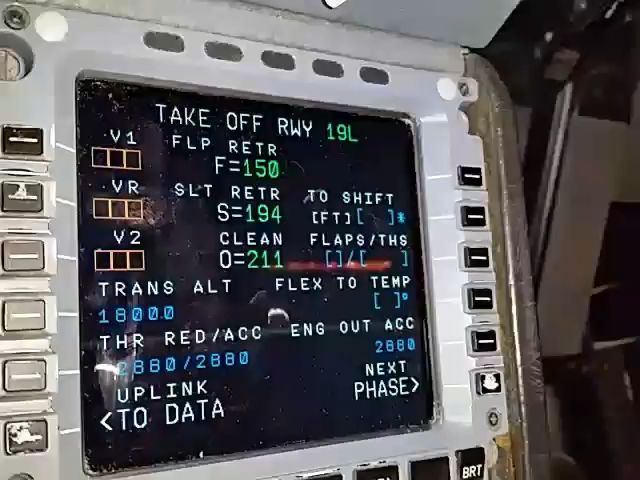 TAKE OFF RWY 19L
V1 FLP RETR
F=150
VR SLT RETR TO SHIFT
S=194 [FT][ ]*
V2 CLEAN FLAPS/THS
O=211 []/[ ]
TRANS ALT FLEX TO TEMP
18000 [ ]°
THR RED/ACC ENG OUT ACC
2880/2880 2880
UPLINK NEXT
<TO DATA PHASE>
BRT